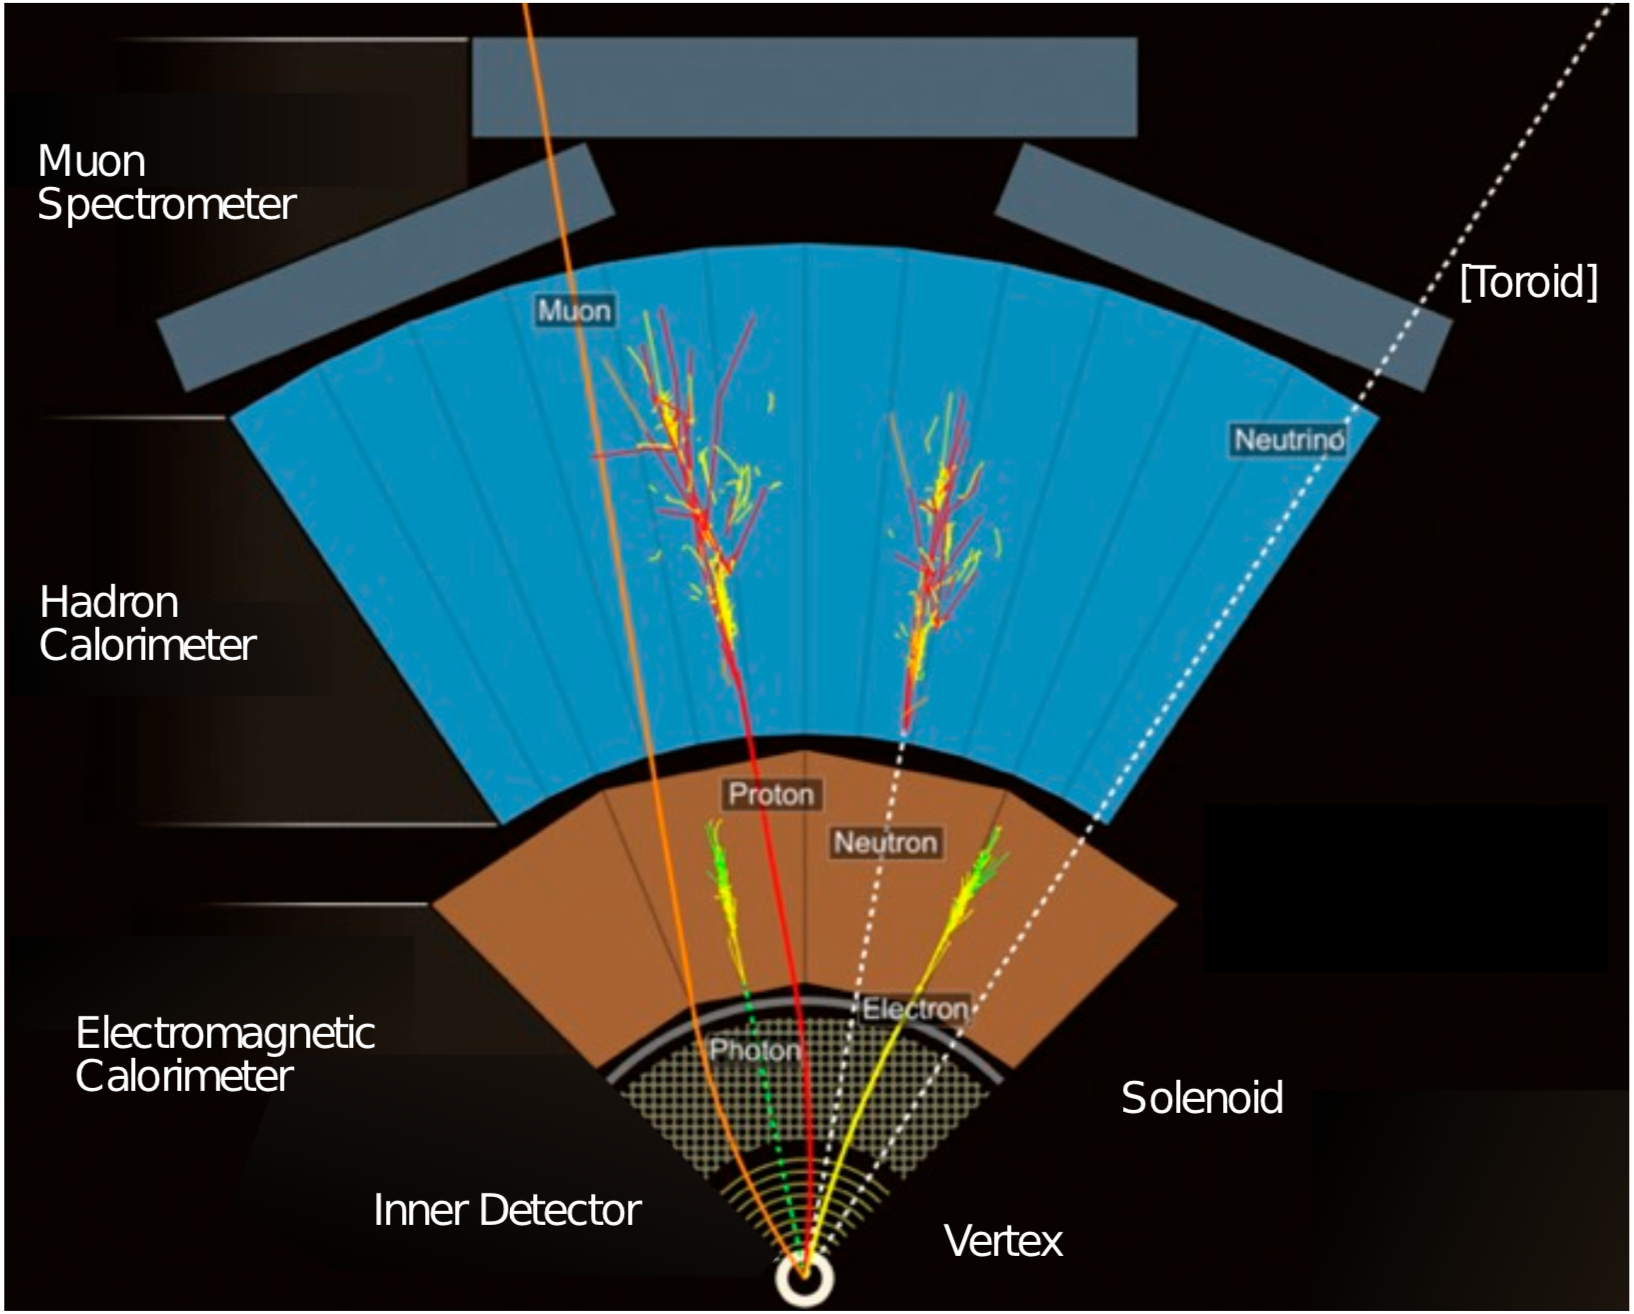 Muon
Spectrometer
[Toroid]
Muon
Neutrino
Hadron
Calorimeter
Proton
Neutron
Electron
Photon
Electromagnetic
Calorimeter
Solenoid
Inner Detector
Vertex